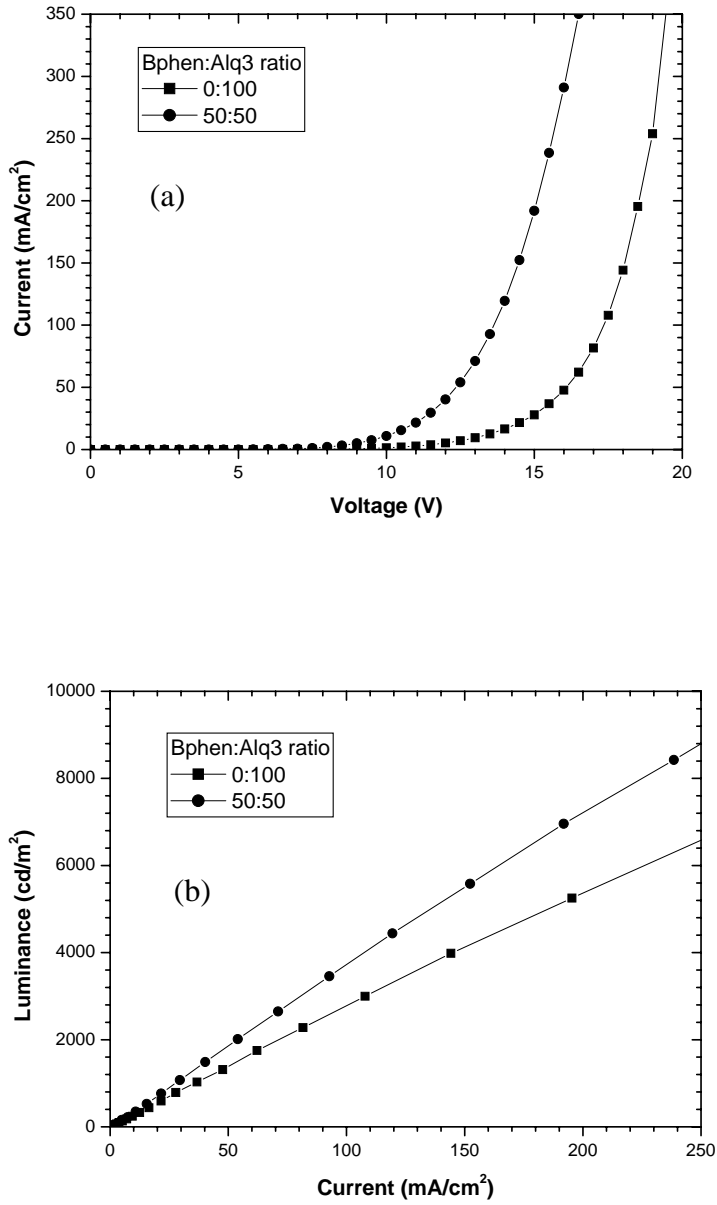 350
300
250
200
150
100
50
0
Current (mA/cm²)
Bphen:Alq3 ratio
0:100
50:50
(a)
0 5 10 15 20
Voltage (V)
10000
8000
6000
4000
2000
0
Luminance (cd/m²)
Bphen:Alq3 ratio
0:100
50:50
(b)
0 50 100 150 200 250
Current (mA/cm²)